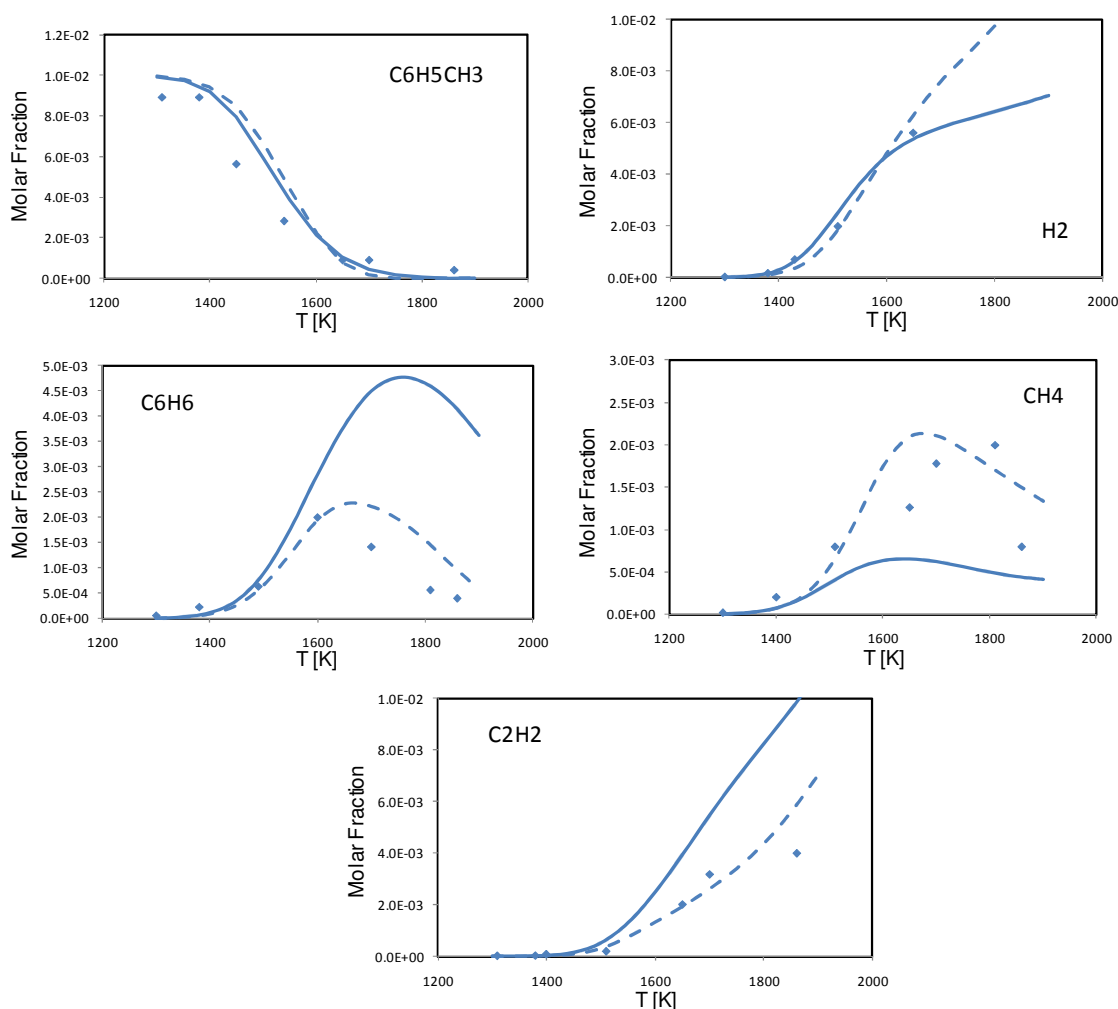 1.2E-02
1.0E-02
8.0E-03
6.0E-03
4.0E-03
2.0E-03
0.0E+00
Molar Fraction
C6H5CH3
1200 1400 1600 1800 2000
T [K]
1.0E-02
8.0E-03
6.0E-03
4.0E-03
2.0E-03
0.0E+00
Molar Fraction
H2
1200 1400 1600 1800 2000
T [K]
5.0E-03
4.5E-03
4.0E-03
3.5E-03
3.0E-03
2.5E-03
2.0E-03
1.5E-03
1.0E-03
5.0E-04
0.0E+00
Molar Fraction
C6H6
1200 1400 1600 1800 2000
T [K]
3.0E-03
2.5E-03
2.0E-03
1.5E-03
1.0E-03
5.0E-04
0.0E+00
Molar Fraction
CH4
1200 1400 1600 1800 2000
T [K]
1.0E-02
8.0E-03
6.0E-03
4.0E-03
2.0E-03
0.0E+00
Molar Fraction
C2H2
1200 1400 1600 1800 2000
T [K]